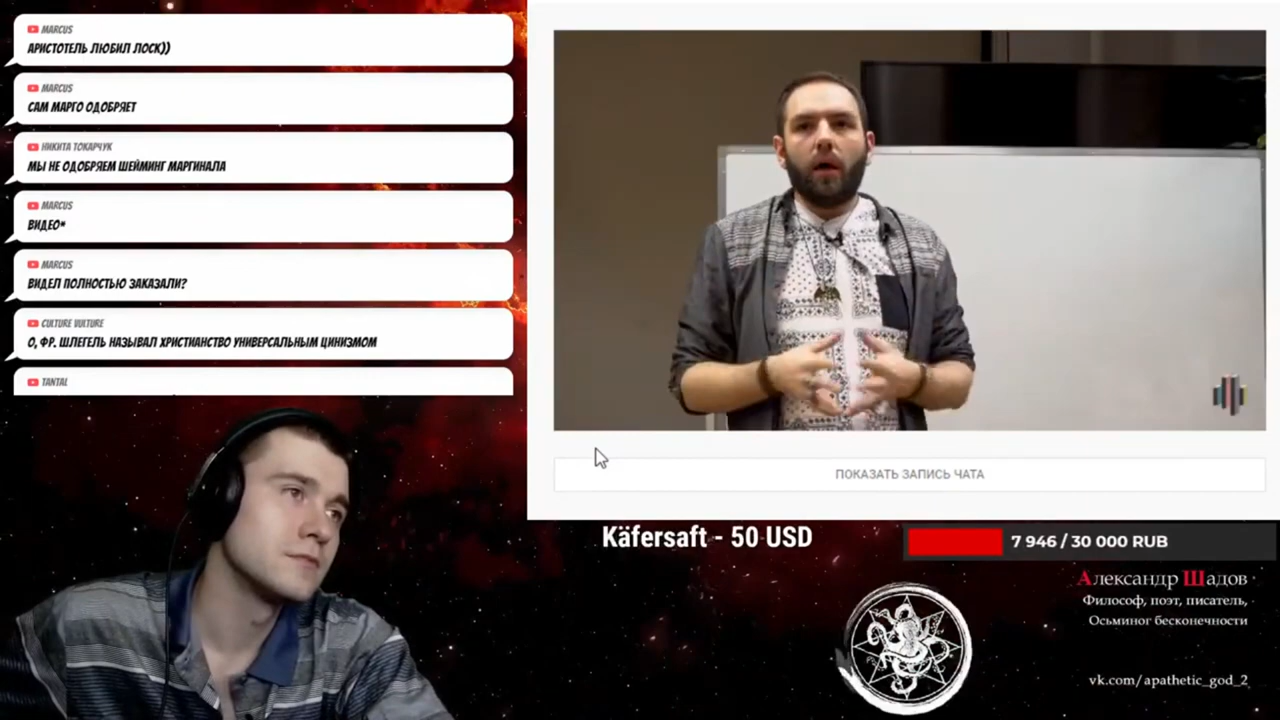 MARCUS
АРИСТОТЕЛЬ ЛЮБИЛ ЛОСК))
MARCUS
САМ МАРГО ОДОБРЯЕТ
НИКИТА ТОКАРЧУК
МЫ НЕ ОДОБРЯЕМ ШЕЙМИНГ МАРГИНАЛА
MARCUS
ВИДЕО*
MARCUS
ВИДЕЛ ПОЛНОСТЬЮ ЗАКАЗАЛИ?
CULTURE VULTURE
О, ФР. ШЛЕГЕЛЬ НАЗЫВАЛ ХРИСТИАНСТВО УНИВЕРСАЛЬНЫМ ЦИНИЗМОМ
TANTAL
ПОКАЗАТЬ ЗАПИСЬ ЧАТА
Käfersaft - 50 USD
7 946 / 30 000 RUB
Александр Шадов
Философ, поэт, писатель,
Осьминог бесконечности
vk.com/apathetic_god_2